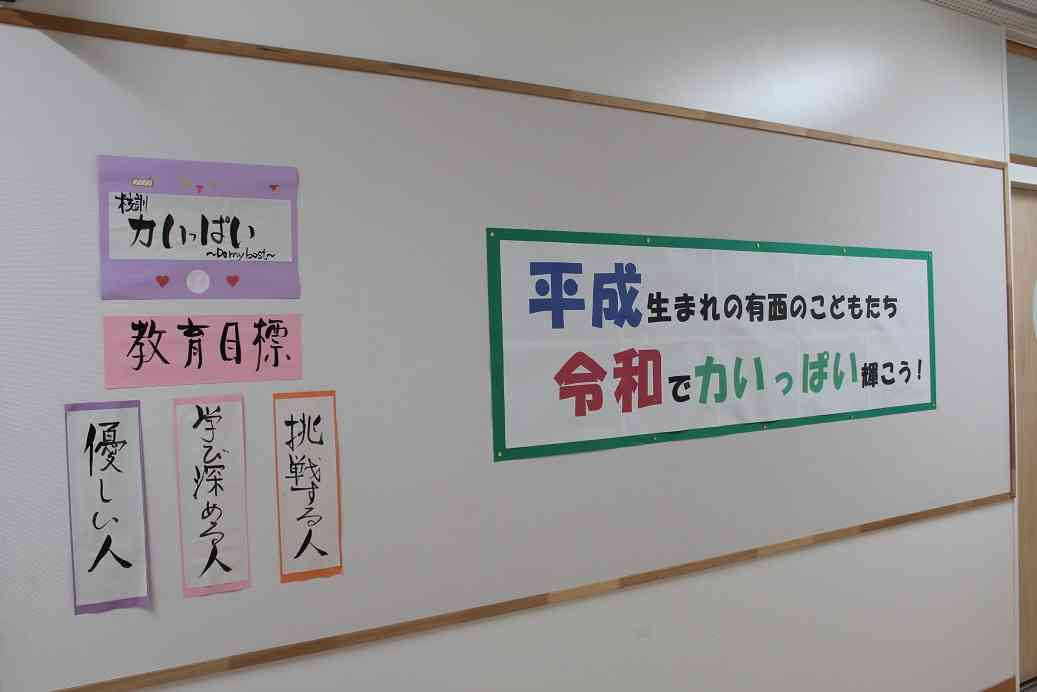 校訓
力いっぱい
～Do my best～
教育目標
挑戦する人
学び深める人
優しい人
平成生まれの有西のこどもたち
令和で力いっぱい輝こう！